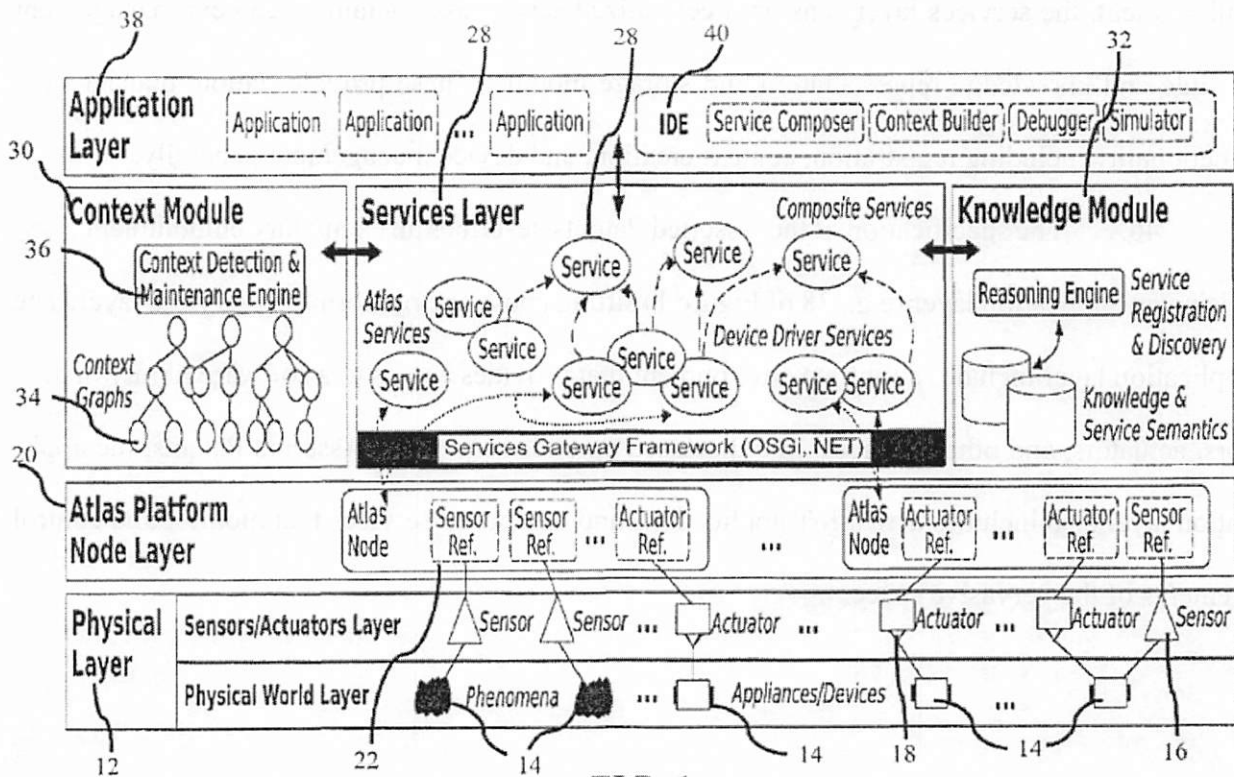 38
28
28
40
32
Application Layer
Application
Application
...
Application
IDE
Service Composer
Context Builder
Debugger
Simulator
30
Context Module
36
Context Detection &
Maintenance Engine
Context
Graphs
34
Services Layer
Composite Services
Atlas
Services
Service
Service
Service
Service
Service
Service
Device Driver Services
Service
Service
Service
Service
Service
Services Gateway Framework (OSGi, .NET)
Knowledge Module
Reasoning Engine
Service
Registration
& Discovery
Knowledge &
Service Semantics
20
Atlas Platform
Node Layer
Atlas
Node
Sensor
Ref.
Sensor
Ref.
...
Actuator
Ref.
...
Atlas
Node
Actuator
Ref.
...
Actuator
Ref.
Sensor
Ref.
Physical
Layer
Sensors/Actuators Layer
Sensor
Sensor
...
Actuator
...
Actuator
...
Actuator
Sensor
Physical World Layer
Phenomena
...
Appliances/Devices
...
12
22
14
14
18
14
16